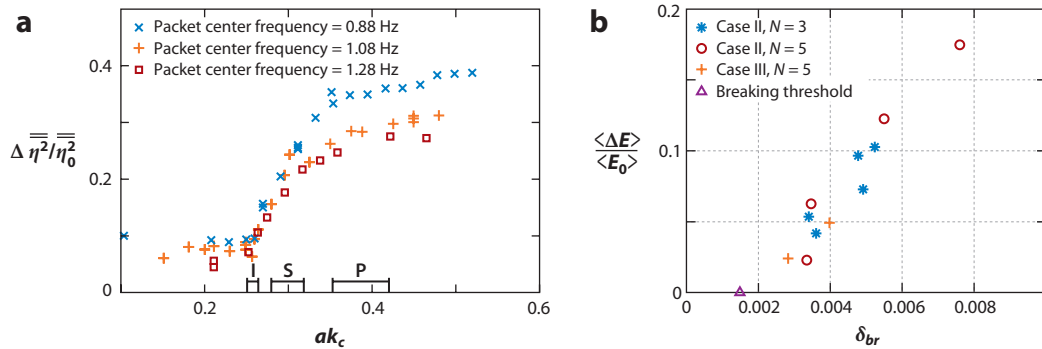 a
× Packet center frequency = 0.88 Hz
+ Packet center frequency = 1.08 Hz
□ Packet center frequency = 1.28 Hz
0.4
0.2
0
Δ η²/η₀²
I S P
0.2 0.4 0.6
akc
b
Case II, N = 3
Case II, N = 5
Case III, N = 5
Breaking threshold
0.2
0.1
0
<ΔE>
<E₀>
0 0.002 0.004 0.006 0.008
δbr